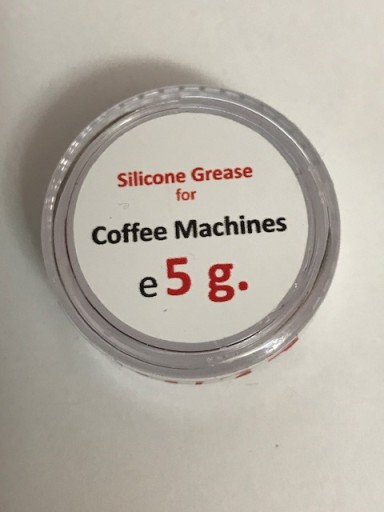 Silicone Grease
for
Coffee Machines
e 5 g.